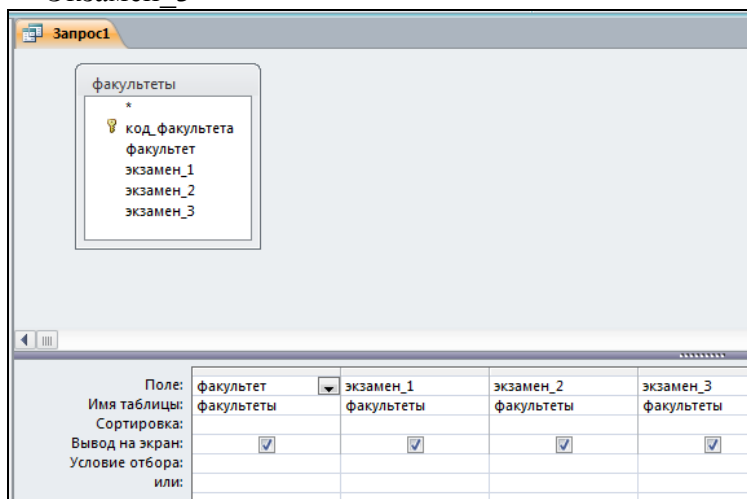 Экзамен_3
Запрос1
факультеты
*
код_факультета
факультет
экзамен_1
экзамен_2
экзамен_3
Поле: факультет экзамен_1 экзамен_2 экзамен_3
Имя таблицы: факультеты факультеты факультеты факультеты
Сортировка:
Вывод на экран:
Условие отбора:
или: